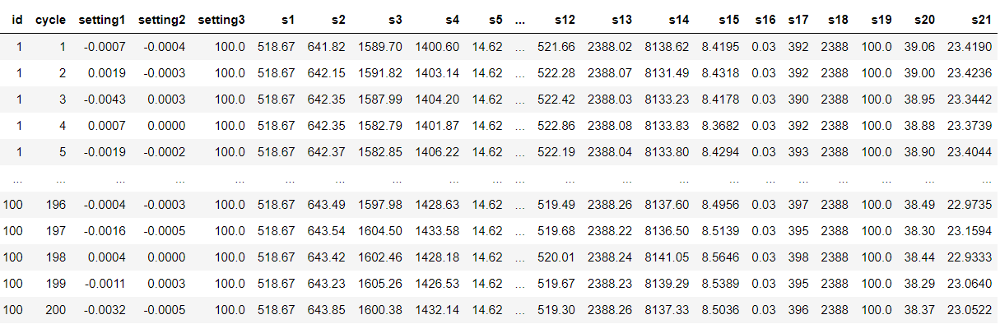 id cycle setting1 setting2 setting3 s1 s2 s3 s4 s5 ... s12 s13 s14 s15 s16 s17 s18 s19 s20 s21
1 1 -0.0007 -0.0004 100.0 518.67 641.82 1589.70 1400.60 14.62 ... 521.66 2388.02 8138.62 8.4195 0.03 392 2388 100.0 39.06 23.4190
1 2 0.0019 -0.0003 100.0 518.67 642.15 1591.82 1403.14 14.62 ... 522.28 2388.07 8131.49 8.4318 0.03 392 2388 100.0 39.00 23.4236
1 3 -0.0043 0.0003 100.0 518.67 642.35 1587.99 1404.20 14.62 ... 522.42 2388.03 8133.23 8.4178 0.03 390 2388 100.0 38.95 23.3442
1 4 0.0007 0.0000 100.0 518.67 642.35 1582.79 1401.87 14.62 ... 522.86 2388.08 8133.83 8.3682 0.03 392 2388 100.0 38.88 23.3739
1 5 -0.0019 -0.0002 100.0 518.67 642.37 1582.85 1406.22 14.62 ... 522.19 2388.04 8133.80 8.4294 0.03 393 2388 100.0 38.90 23.4044
... ... ... ... ... ... ... ... ... ... ... ... ... ... ... ... ... ... ... ... ...
100 196 -0.0004 -0.0003 100.0 518.67 643.49 1597.98 1428.63 14.62 ... 519.49 2388.26 8137.60 8.4956 0.03 397 2388 100.0 38.49 22.9735
100 197 -0.0016 -0.0005 100.0 518.67 643.54 1604.50 1433.58 14.62 ... 519.68 2388.22 8136.50 8.5139 0.03 395 2388 100.0 38.30 23.1594
100 198 0.0004 0.0000 100.0 518.67 643.42 1602.46 1428.18 14.62 ... 520.01 2388.24 8141.05 8.5646 0.03 398 2388 100.0 38.44 22.9333
100 199 -0.0011 0.0003 100.0 518.67 643.23 1605.26 1426.53 14.62 ... 519.67 2388.23 8139.29 8.5389 0.03 395 2388 100.0 38.29 23.0640
100 200 -0.0032 -0.0005 100.0 518.67 643.85 1600.38 1432.14 14.62 ... 519.30 2388.26 8137.33 8.5036 0.03 396 2388 100.0 38.37 23.0522